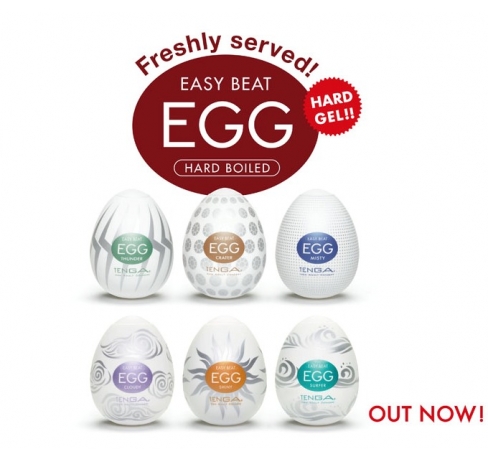 Freshly served!
EASY BEAT
EGG
HARD BOILED
HARD
GEL!!
EASY BEAT
EGG
THUNDER
TENGA
EASY BEAT
EGG
CRATER
TENGA
EASY BEAT
EGG
MISTY
TENGA
EASY BEAT
EGG
CLOUDY
TENGA
EASY BEAT
EGG
SHINY
TENGA
EASY BEAT
EGG
SURFER
TENGA
OUT NOW!